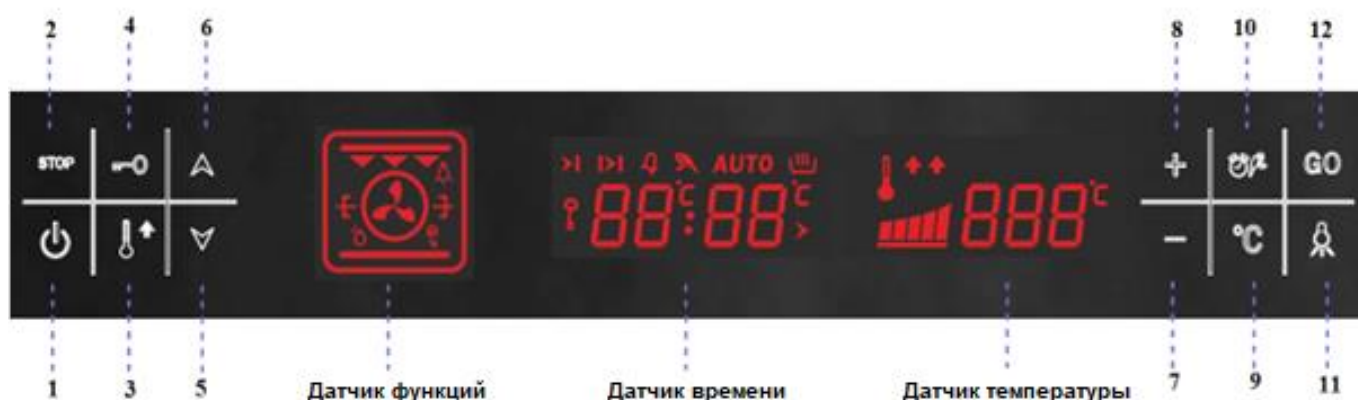 2 4 6 8 10 12
STOP GO
>I I>I AUTO
88°C:88°C > 888°C
+
- °C
1 3 5 Датчик функций Датчик времени Датчик температуры 7 9 11